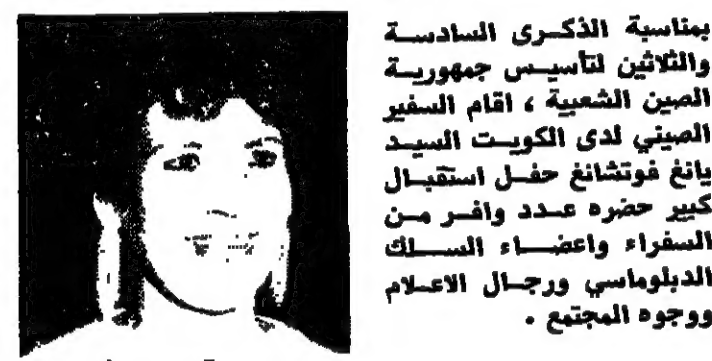 بمناسبة الذكرى السادسة
والثلاثين لتأسيس جمهورية
الصين الشعبية ، اقام السفير
الصيني لدى الكويت السيد
يانغ فوتشانغ حفل استقبال
كبير حضره عدد وافر من
السفراء واعضاء السلك
الدبلوماسي ورجال الاعلام
ووجوه المجتمع .